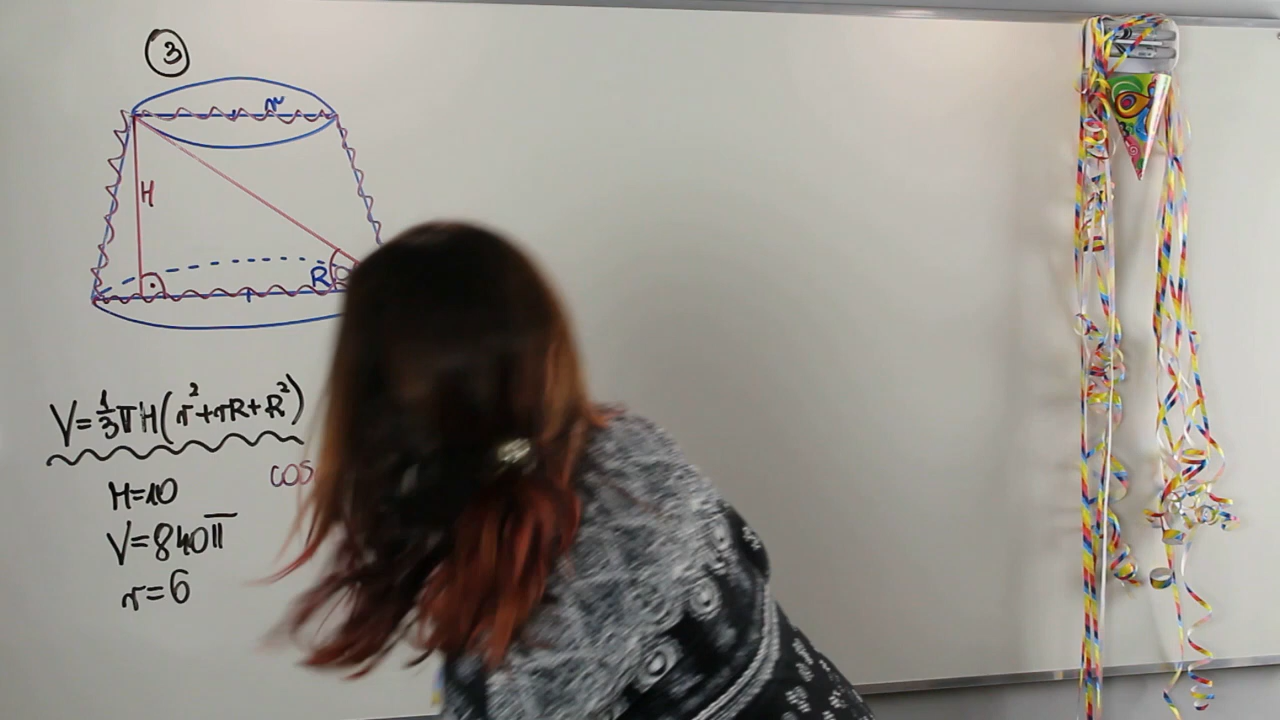 ③
r
H
R
V=⅓πH(r²+rR+R²)
cos
H=10
V=840π
r=6